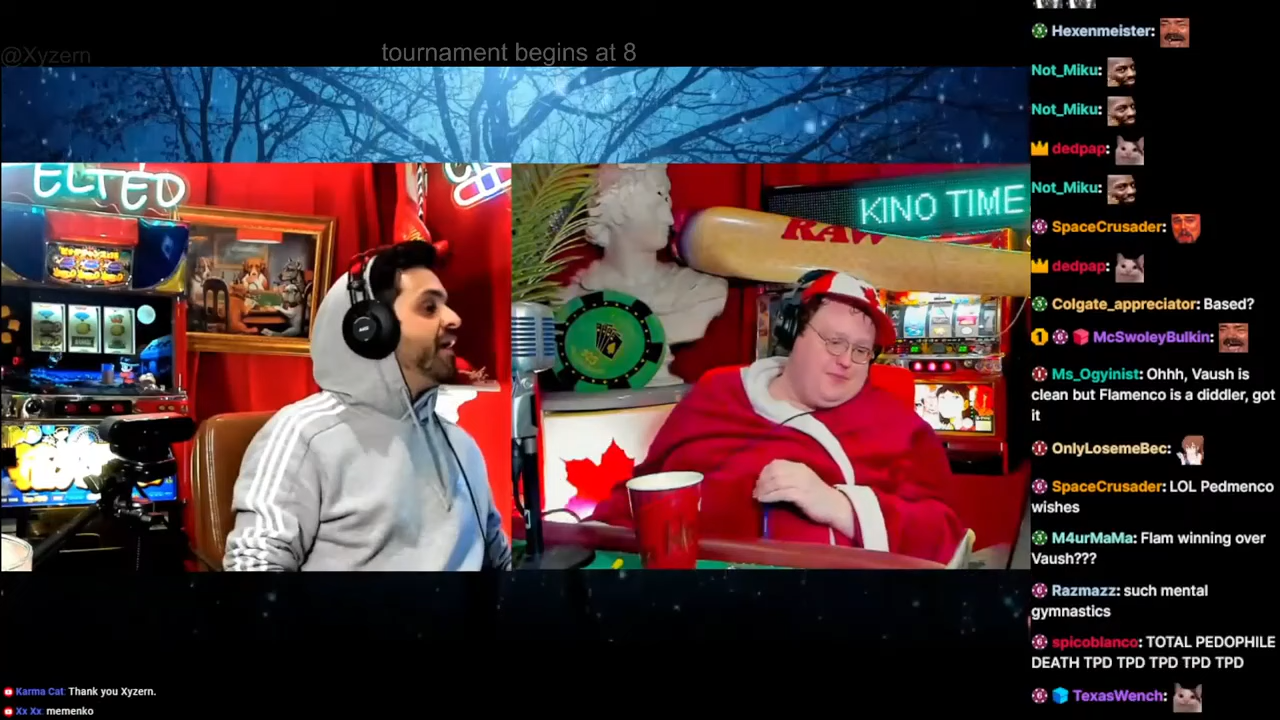 @Xyzern
tournament begins at 8
ELTED
KINO TIME
RAW
Hexenmeister:
Not_Miku:
Not_Miku:
dedpap:
Not_Miku:
SpaceCrusader:
dedpap:
Colgate_appreciator: Based?
McSwoleyBulkin:
Ms_Ogyinist: Ohhh, Vaush is
clean but Flamenco is a diddler, got
it
OnlyLosemeBec:
SpaceCrusader: LOL Pedmenco
wishes
M4urMaMa: Flam winning over
Vaush???
Razmazz: such mental
gymnastics
spicoblanco: TOTAL PEDOPHILE
DEATH TPD TPD TPD TPD TPD
TexasWench:
Karma Cat: Thank you Xyzern.
Xx Xx: memenko